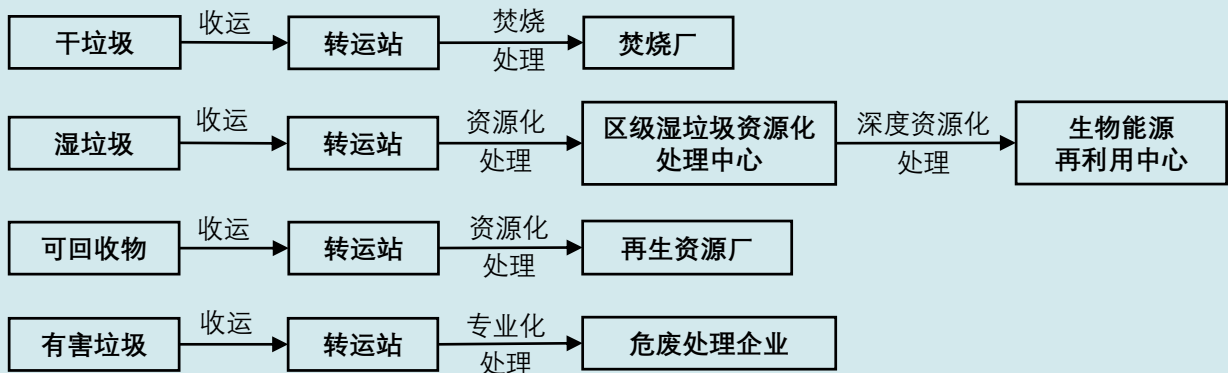 干垃圾
收运
转运站
焚烧
处理
焚烧厂
湿垃圾
收运
转运站
资源化
处理
区级湿垃圾资源化
处理中心
深度资源化
处理
生物能源
再利用中心
可回收物
收运
转运站
资源化
处理
再生资源厂
有害垃圾
收运
转运站
专业化
处理
危废处理企业